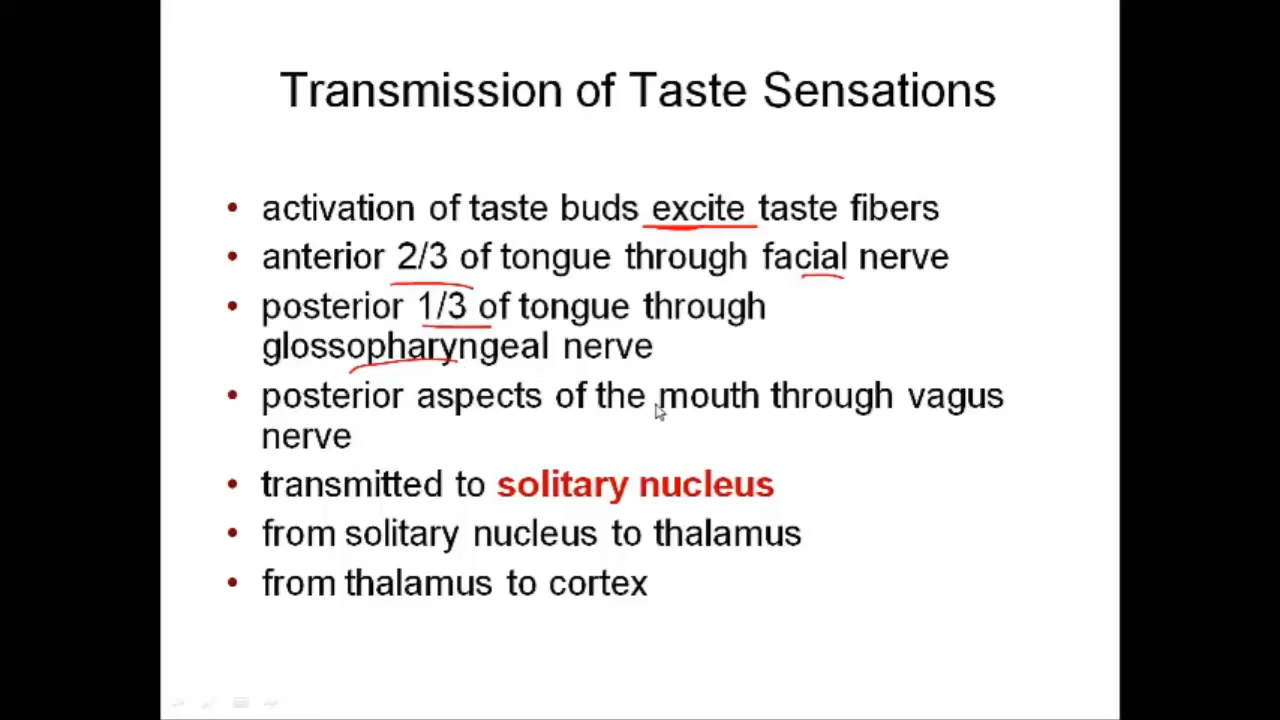 Transmission of Taste Sensations
• activation of taste buds excite taste fibers
• anterior 2/3 of tongue through facial nerve
• posterior 1/3 of tongue through
glossopharyngeal nerve
• posterior aspects of the mouth through vagus
nerve
• transmitted to solitary nucleus
• from solitary nucleus to thalamus
• from thalamus to cortex